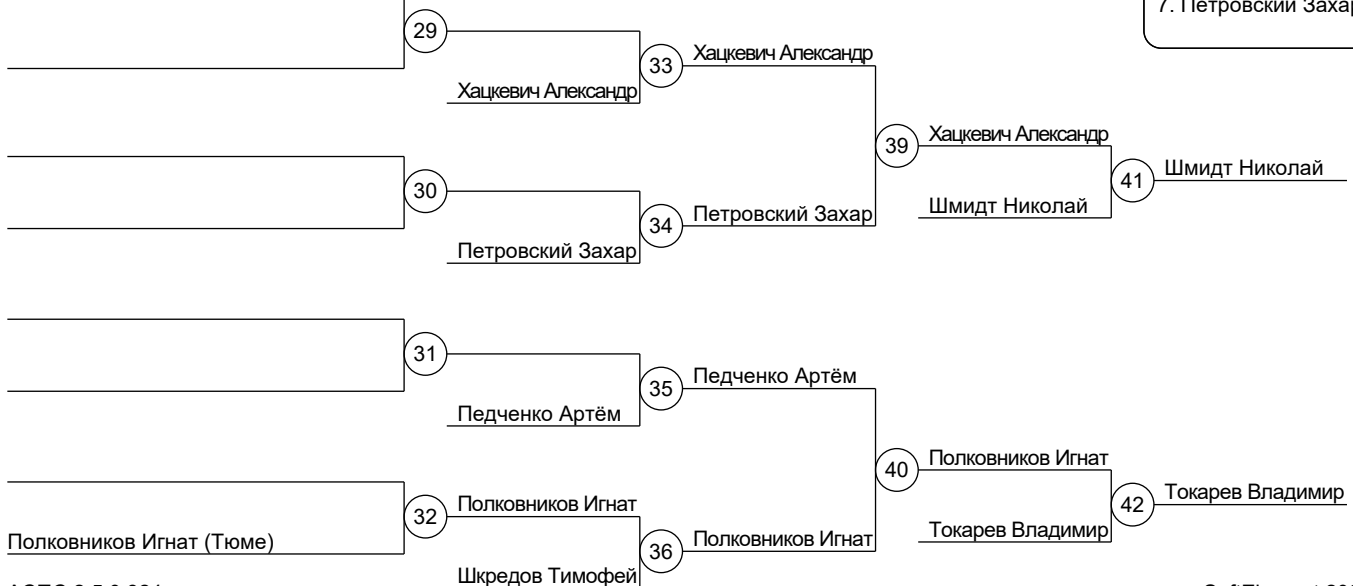 7. Петровский Захар
29
33
Хацкевич Александр
Хацкевич Александр
39
Хацкевич Александр
41
Шмидт Николай
30
34
Петровский Захар
Шмидт Николай
Петровский Захар
31
35
Педченко Артём
Педченко Артём
40
Полковников Игнат
42
Токарев Владимир
32
Полковников Игнат
Токарев Владимир
Полковников Игнат (Тюме)
36
Полковников Игнат
Шкредов Тимофей